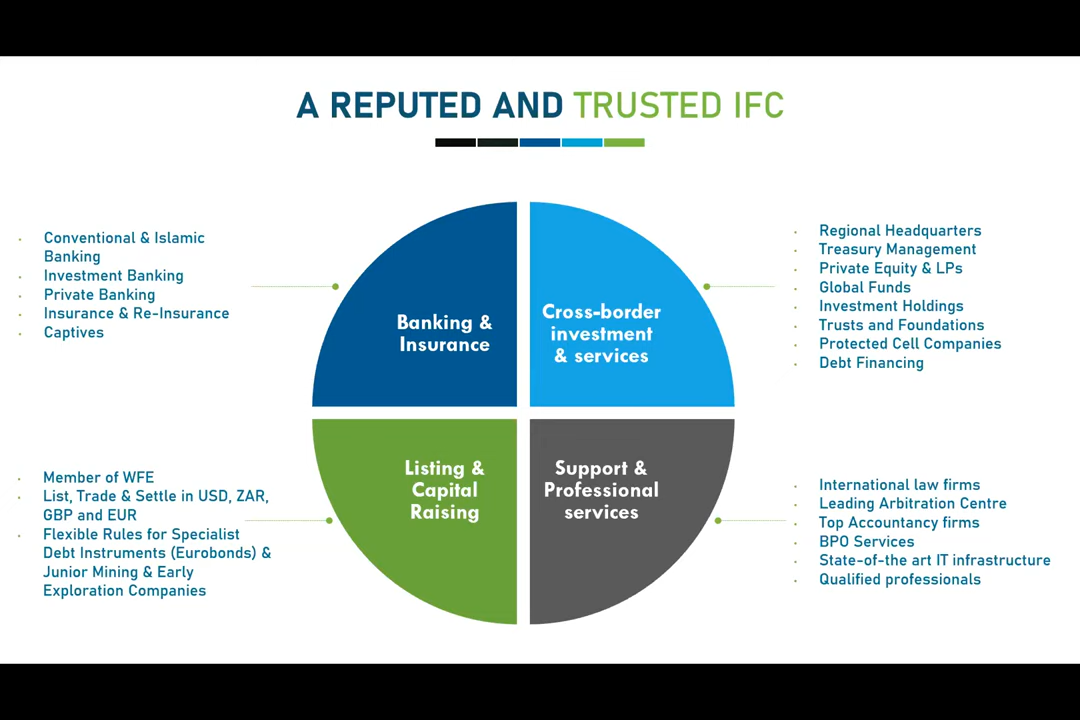 A REPUTED AND TRUSTED IFC
Conventional & Islamic
Banking
Investment Banking
Private Banking
Insurance & Re-Insurance
Captives
Banking &
Insurance
Cross-border
investment
& services
Regional Headquarters
Treasury Management
Private Equity & LPs
Global Funds
Investment Holdings
Trusts and Foundations
Protected Cell Companies
Debt Financing
Member of WFE
List, Trade & Settle in USD, ZAR,
GBP and EUR
Flexible Rules for Specialist
Debt Instruments (Eurobonds) &
Junior Mining & Early
Exploration Companies
Listing &
Capital
Raising
Support &
Professional
services
International law firms
Leading Arbitration Centre
Top Accountancy firms
BPO Services
State-of-the art IT infrastructure
Qualified professionals